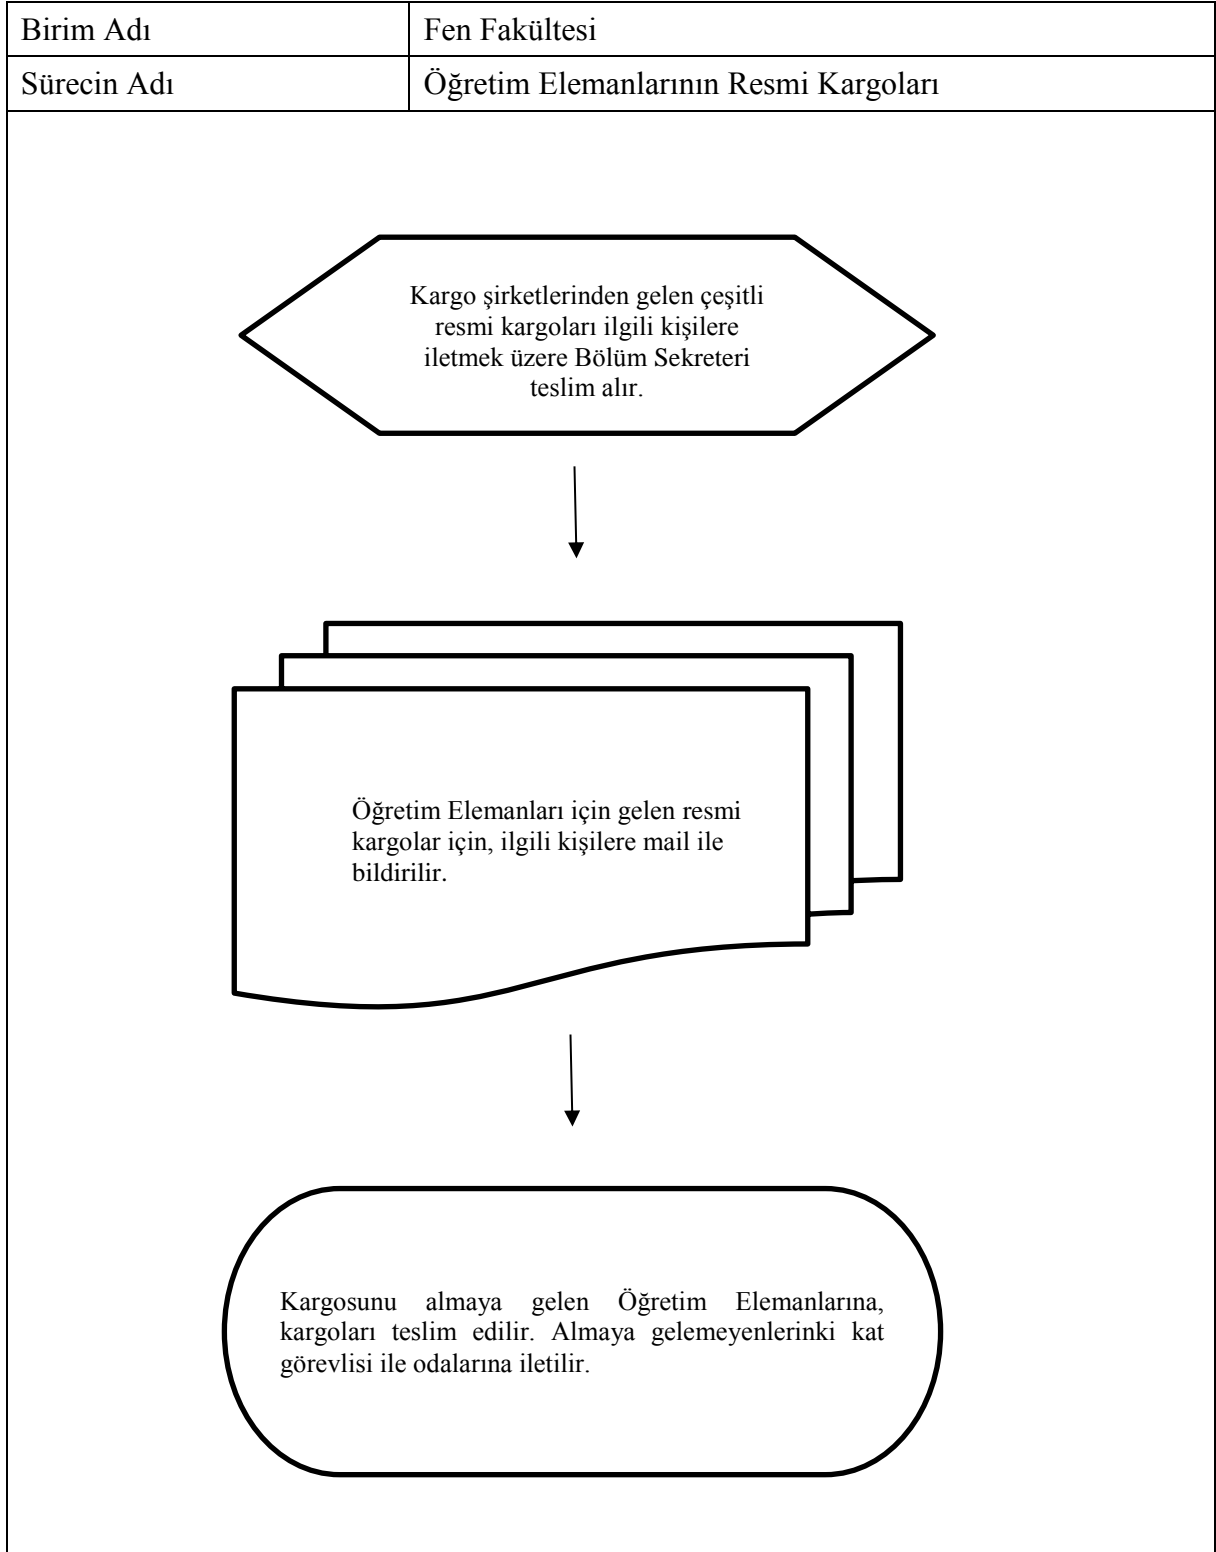 Birim Adı
Fen Fakültesi
Sürecin Adı
Öğretim Elemanlarının Resmi Kargoları
Kargo şirketlerinden gelen çeşitli
resmi kargoları ilgili kişilere
iletmek üzere Bölüm Sekreteri
teslim alır.
Öğretim Elemanları için gelen resmi
kargolar için, ilgili kişilere mail ile
bildirilir.
Kargosunu almaya gelen Öğretim Elemanlarına,
kargoları teslim edilir. Almaya gelemeyenlerinki kat
görevlisi ile odalarına iletilir.